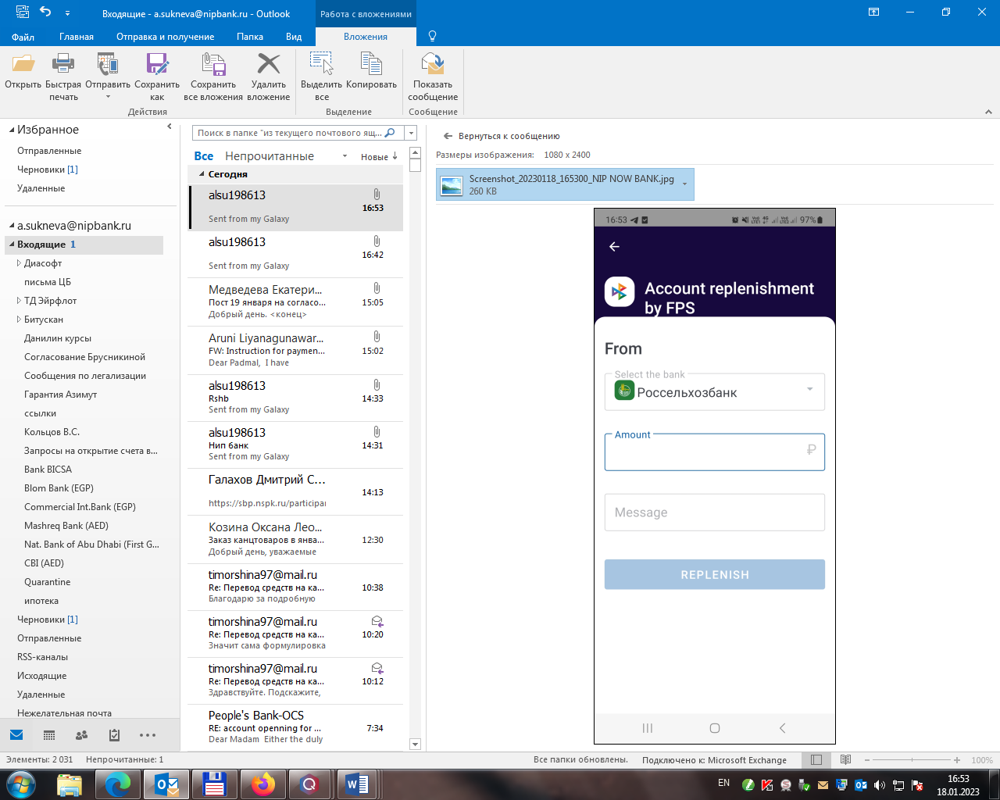 Входящие - a.sukneva@nipbank.ru - Outlook
Работа с вложениями
Файл
Главная
Отправка и получение
Папка
Вид
Вложения
Открыть
Быстрая печать
Отправить
Сохранить как
Сохранить все вложения
Удалить вложение
Выделить все
Копировать
Показать сообщение
Действия
Выделение
Сообщение
Избранное
Отправленные
Черновики [1]
Удаленные
a.sukneva@nipbank.ru
Входящие 1
Диасофт
письма ЦБ
ТД Эйрфлот
Битускан
Данилин курсы
Согласование Брусникиной
Сообщения по легализации
Гарантия Азимут
ссылки
Кольцов В.С.
Запросы на открытие счета в...
Bank BICSA
Blom Bank (EGP)
Commercial Int.Bank (EGP)
Mashreq Bank (AED)
Nat. Bank of Abu Dhabi (First G...
CBI (AED)
Quarantine
ипотека
Черновики [1]
Отправленные
RSS-каналы
Исходящие
Удаленные
Нежелательная почта
Поиск в папке "из текущего почтового ящ...
Все
Непрочитанные
Новые
Сегодня
alsu198613
16:53
Sent from my Galaxy
alsu198613
16:42
Sent from my Galaxy
Медведева Екатери...
Пост 19 января на согласо...
15:05
Добрый день. <конец>
Aruni Liyanagunawar...
FW: Instruction for paymen...
15:02
Dear Padmal, I have
alsu198613
Rshb
14:33
Sent from my Galaxy
alsu198613
Нип банк
14:31
Sent from my Galaxy
Галахов Дмитрий С...
14:13
https://sbp.nspk.ru/participa
Козина Оксана Лео...
Заказ канцтоваров в янва...
12:30
Добрый день, уважаемые
timorshina97@mail.ru
Re: Перевод средств на ка...
10:38
Благодарю за подробную
timorshina97@mail.ru
Re: Перевод средств на ка...
10:20
Значит сама формулировка
timorshina97@mail.ru
Re: Перевод средств на ка...
10:12
Здравствуйте. Подскажите,
People's Bank-OCS
RE: account openning for ...
7:34
Dear Madam Either the duly
Вернуться к сообщению
Размеры изображения: 1080 x 2400
Screenshot_20230118_165300_NIP NOW BANK.jpg
260 KB
16:53
97%
Account replenishment
by FPS
From
Select the bank
Россельхозбанк
Amount
₽
Message
REPLENISH
Элементы: 2 031
Непрочитанные: 1
Все папки обновлены.
Подключено к: Microsoft Exchange
100%
EN
16:53
18.01.2023